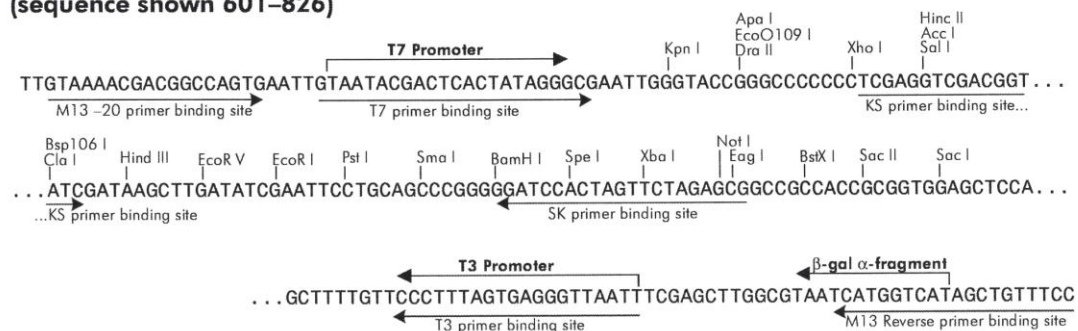 (sequence shown 601–826)
Apa I
Hinc II
EcoO109 I
Acc I
T7 Promoter
Kpn I
Dra II
Xho I
Sal I
TTGTAAAACGACGGCCAGTGAATTGTAATACGACTCACTATAGGGCGAATTGGGTACCGGGCCCCCCCTCGAGGTCGACGGT...
M13 –20 primer binding site
T7 primer binding site
KS primer binding site...
Bsp106 I
Not I
Cla I
Hind III
EcoR V
EcoR I
Pst I
Sma I
BamH I
Spe I
Xba I
Eag I
BstX I
Sac II
Sac I
...ATCGATAAGCTTGATATCGAATTCCTGCAGCCCGGGGGATCCACTAGTTCTAGAGCGGCCGCCACCGCGGTGGAGCTCCA...
...KS primer binding site
SK primer binding site
T3 Promoter
β-gal α-fragment
...GCTTTTGTTCCCTTTAGTGAGGGTTAATTTCGAGCTTGGCGTAATCATGGTCATAGCTGTTTCC
T3 primer binding site
M13 Reverse primer binding site